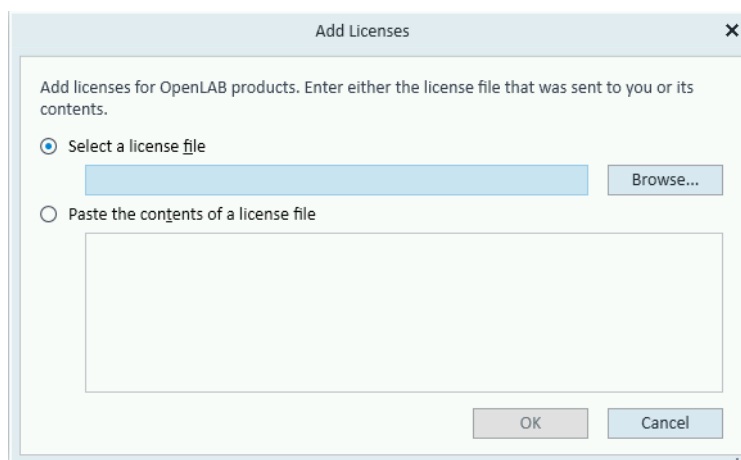 Add Licenses
Add licenses for OpenLAB products. Enter either the license file that was sent to you or its
contents.
Select a license file
Browse...
Paste the contents of a license file
OK
Cancel